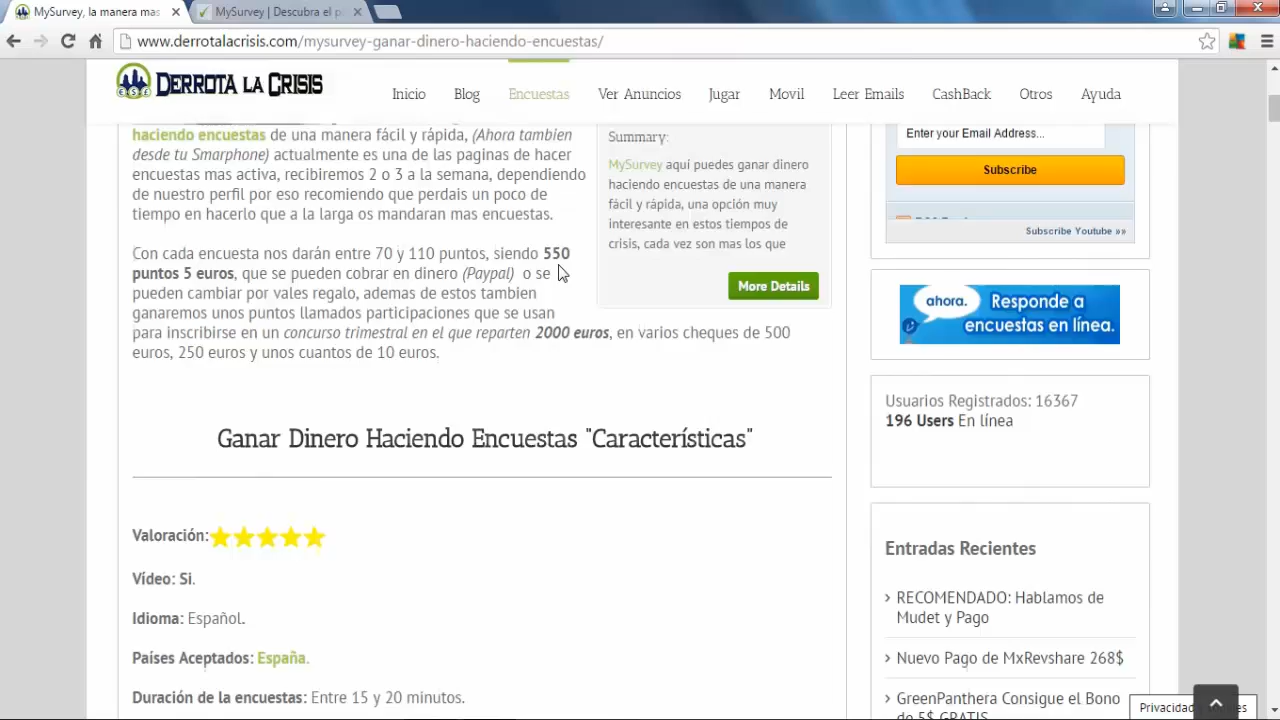 MySurvey, la manera mas
MySurvey | Descubra el p
www.derrotalacrisis.com/mysurvey-ganar-dinero-haciendo-encuestas/
DERROTA LA CRISIS
Inicio
Blog
Encuestas
Ver Anuncios
Jugar
Movil
Leer Emails
CashBack
Otros
Ayuda
haciendo encuestas de una manera fácil y rápida, (Ahora tambien
desde tu Smarphone) actualmente es una de las paginas de hacer
encuestas mas activa, recibiemos 2 o 3 a la semana, dependiendo
de nuestro perfil por eso recomiendo que perdais un poco de
tiempo en hacerlo que a la larga os mandaran mas encuestas.
Con cada encuesta nos darán entre 70 y 110 puntos, siendo 550
puntos 5 euros, que se pueden cobrar en dinero (Paypal) o se
pueden cambiar por vales regalo, ademas de estos tambien
ganaremos unos puntos llamados participaciones que se usan
para inscribirse en un concurso trimestral en el que reparten 2000 euros, en varios cheques de 500
euros, 250 euros y unos cuantos de 10 euros.
Summary:
MySurvey aquí puedes ganar dinero
haciendo encuestas de una manera
fácil y rápida, una opción muy
interesante en estos tiempos de
crisis, cada vez son mas los que
More Details
Ganar Dinero Haciendo Encuestas "Características"
Valoración:
Vídeo: Si.
Idioma: Español.
Países Aceptados: España.
Duración de la encuestas: Entre 15 y 20 minutos.
Enter your Email Address...
Subscribe
Subscribe Youtube »»
ahora.
Responde a
encuestas en línea.
Usuarios Registrados: 16367
196 Users En línea
Entradas Recientes
RECOMENDADO: Hablamos de
Mudet y Pago
Nuevo Pago de MxRevshare 268$
GreenPanthera Consigue el Bono
de 5$ GRATIS
Privacidad